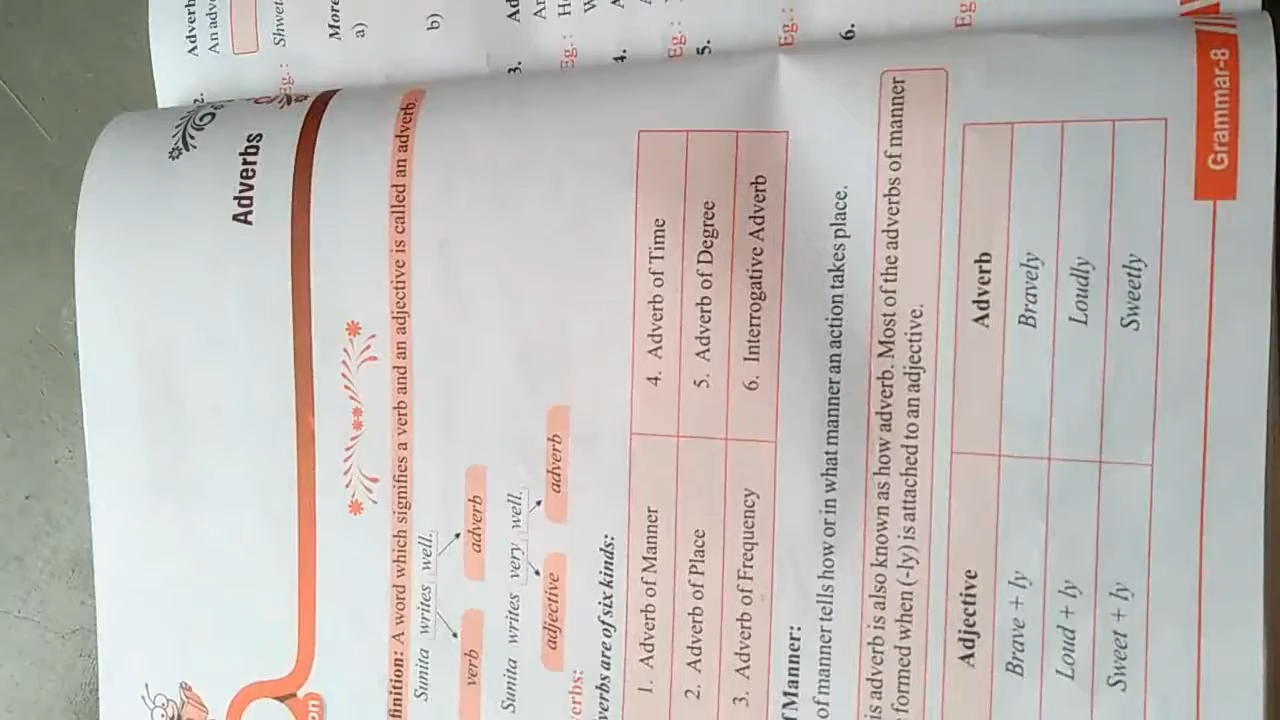 Adverbs
finition: A word which signifies a verb and an adjective is called an adverb.
Sunita writes well.
verb adverb
Sunita writes very well.
adjective adverb
erbs:
verbs are of six kinds:
1. Adverb of Manner 4. Adverb of Time
2. Adverb of Place 5. Adverb of Degree
3. Adverb of Frequency 6. Interrogative Adverb
f Manner:
of manner tells how or in what manner an action takes place.
is adverb is also known as how adverb. Most of the adverbs of manner
formed when (-ly) is attached to an adjective.
Adjective Adverb
Brave + ly Bravely
Loud + ly Loudly
Sweet + ly Sweetly
Grammar-8
on
2. Adverb
An adve
Eg.: Shwet
More
a)
b)
3. Ad
Eg.:
4.
Eg.:
5.
Eg.:
6.
Eg